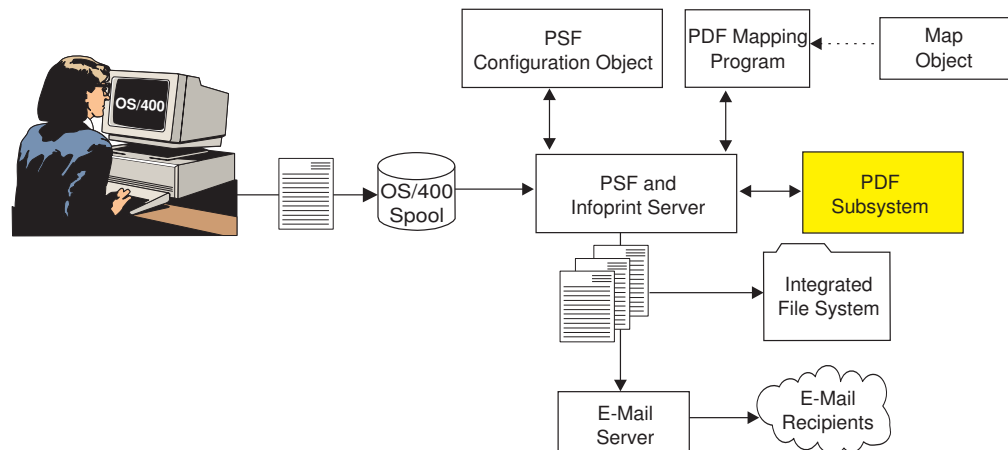 PSF
Configuration Object
PDF Mapping
Program
Map
Object
OS/400
OS/400
Spool
PSF and
Infoprint Server
PDF
Subsystem
Integrated
File System
E-Mail
Server
E-Mail
Recipients